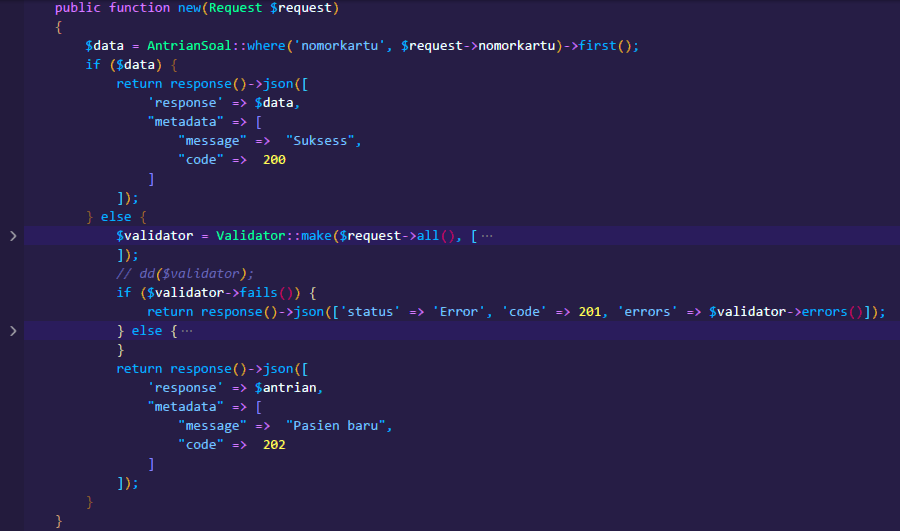 public function new(Request $request)
{
$data = AntrianSoal::where('nomorkartu', $request->nomorkartu)->first();
if ($data) {
return response()->json([
'response' => $data,
"metadata" => [
"message" =>  "Suksess",
"code" =>  200
]
]);
} else {
$validator = Validator::make($request->all(), [ ···
]);
// dd($validator);
if ($validator->fails()) {
return response()->json(['status' => 'Error', 'code' => 201, 'errors' => $validator->errors()]);
} else { ···
}
return response()->json([
'response' => $antrian,
"metadata" => [
"message" =>  "Pasien baru",
"code" =>  202
]
]);
}
}